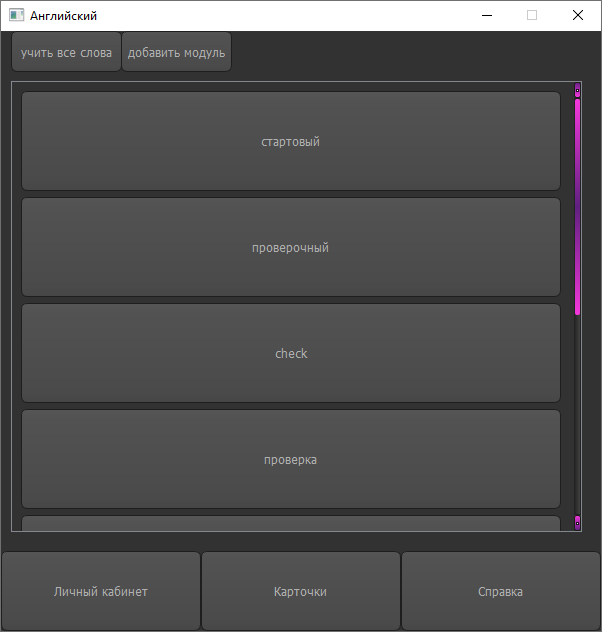 Английский
учить все слова
добавить модуль
стартовый
проверочный
check
проверка
Личный кабинет
Карточки
Справка